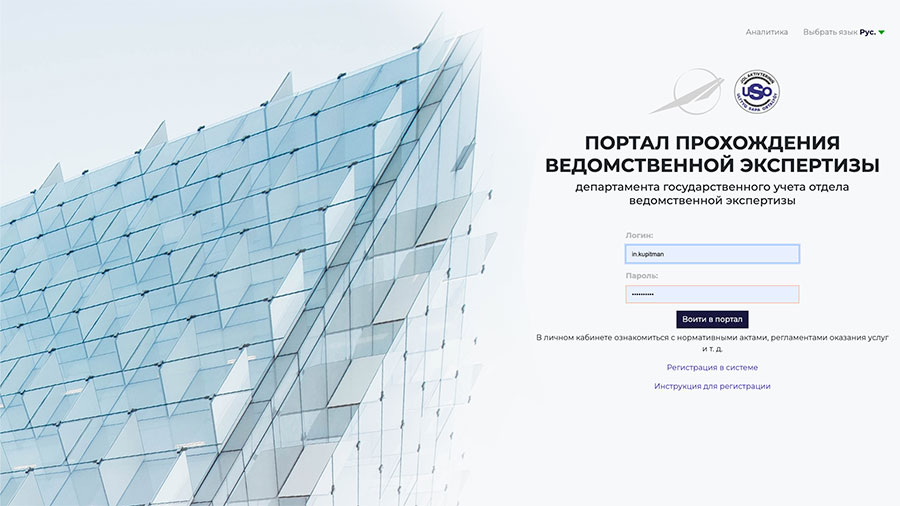 Аналитика Выбрать язык Рус.
USO
ПОРТАЛ ПРОХОЖДЕНИЯ
ВЕДОМСТВЕННОЙ ЭКСПЕРТИЗЫ
департамента государственного учета отдела
ведомственной экспертизы
Логин:
in.kupitman
Пароль:
••••••••••
Войти в портал
В личном кабинете ознакомиться с нормативными актами, регламентами оказания услуг
и т. д.
Регистрация в системе
Инструкция для регистрации